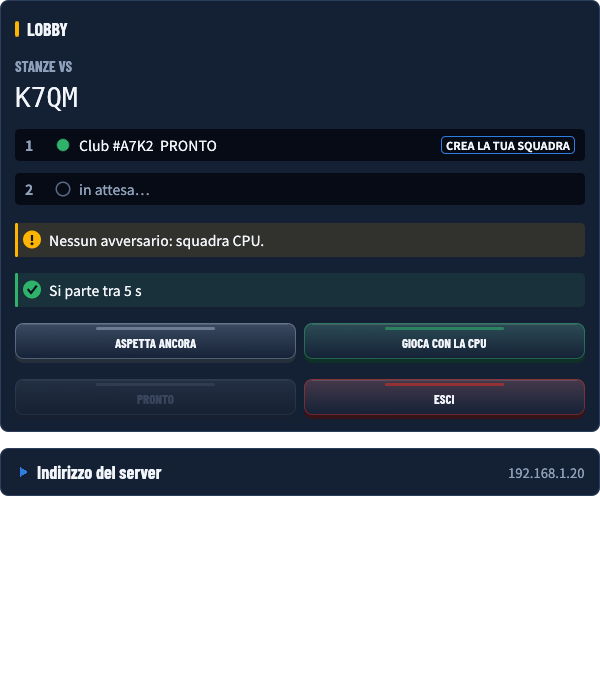 LOBBY
STANZE VS
K7QM
1 Club #A7K2 PRONTO CREA LA TUA SQUADRA
2 in attesa…
Nessun avversario: squadra CPU.
Si parte tra 5 s
ASPETTA ANCORA GIOCA CON LA CPU
PRONTO ESCI
Indirizzo del server 192.168.1.20